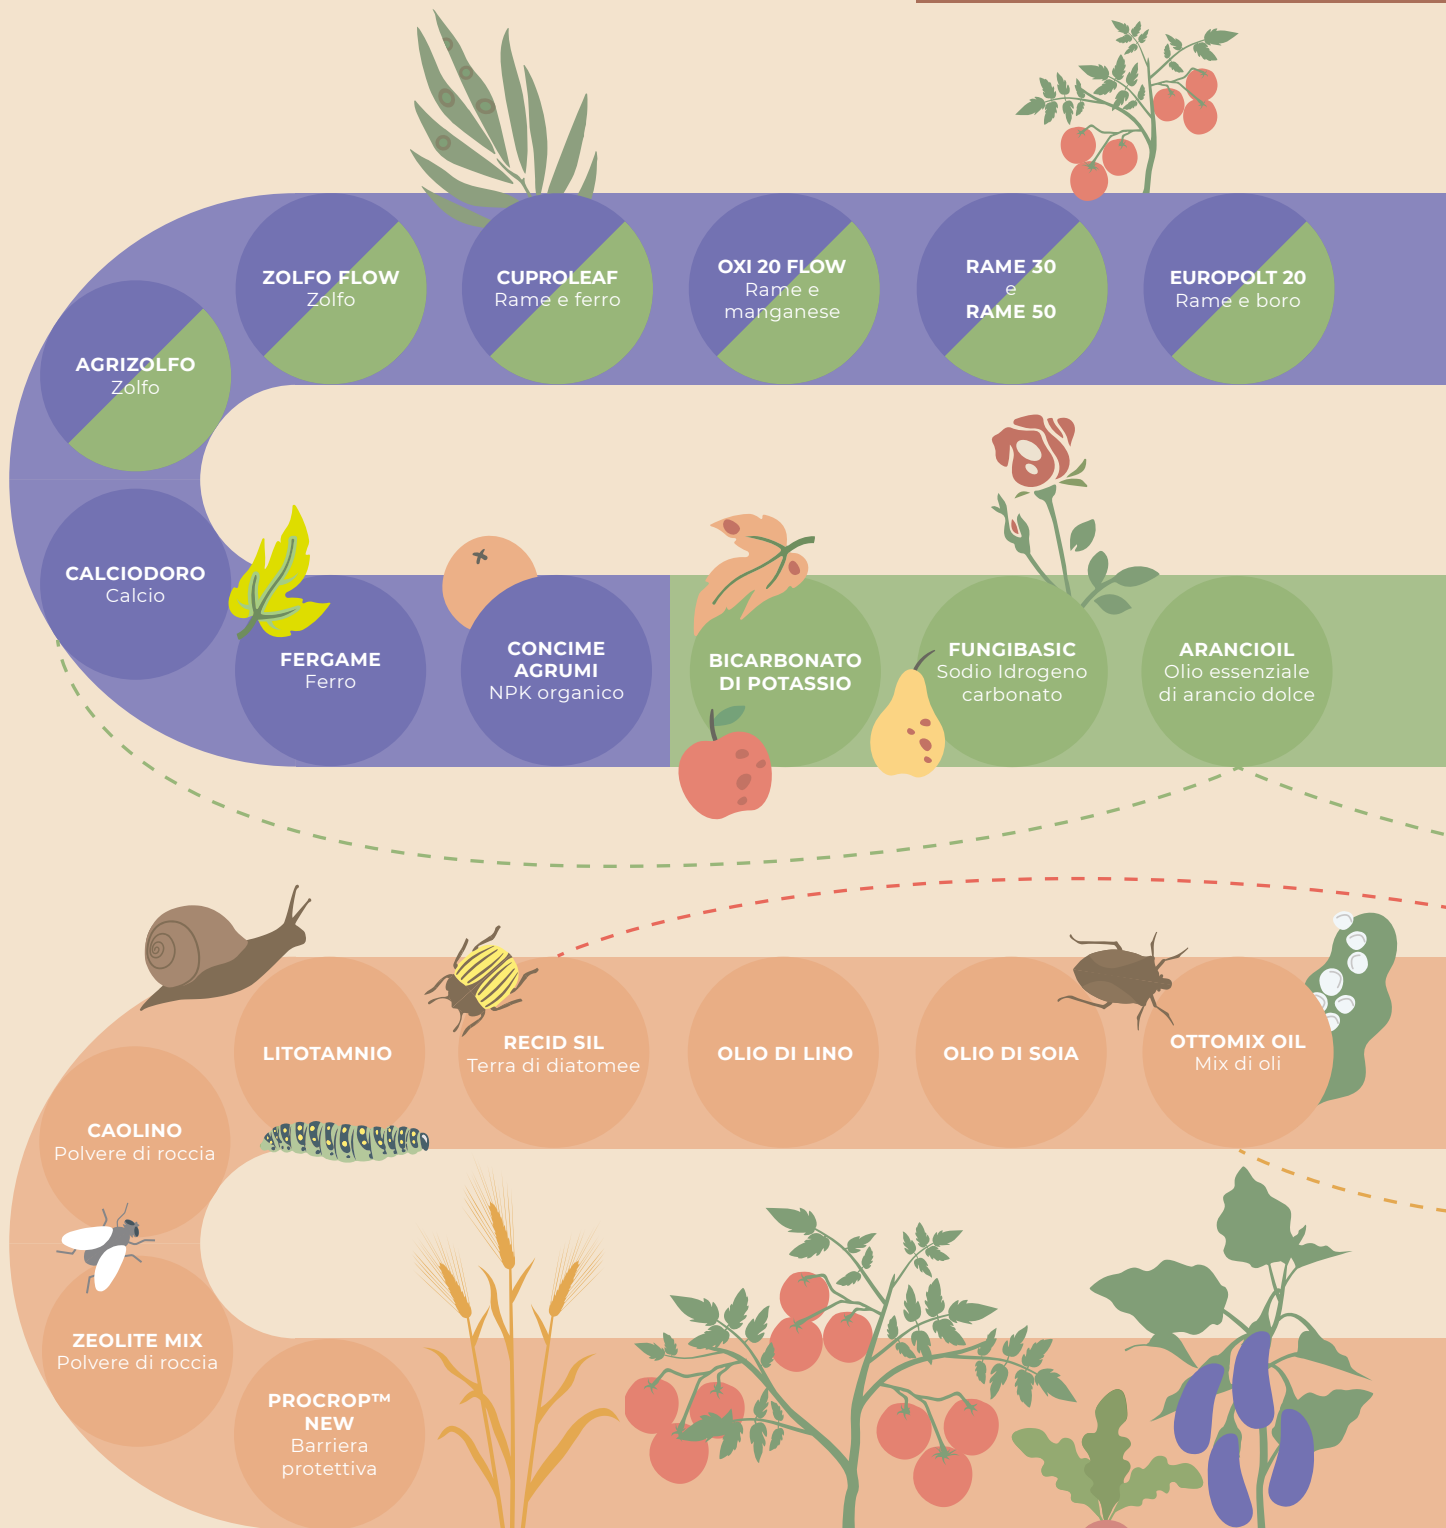 ZOLFO FLOW
Zolfo
CUPROLEAF
Rame e ferro
OXI 20 FLOW
Rame e
manganese
RAME 30
e
RAME 50
EUROPOLT 20
Rame e boro
AGRIZOLFO
Zolfo
CALCIODORO
Calcio
FERGAME
Ferro
CONCIME
AGRUMI
NPK organico
BICARBONATO
DI POTASSIO
FUNGIBASIC
Sodio Idrogeno
carbonato
ARANCIOIL
Olio essenziale
di arancio dolce
LITOTAMNIO
RECID SIL
Terra di diatomee
OLIO DI LINO
OLIO DI SOIA
OTTOMIX OIL
Mix di oli
CAOLINO
Polvere di roccia
ZEOLITE MIX
Polvere di roccia
PROCROP™
NEW
Barriera
protettiva